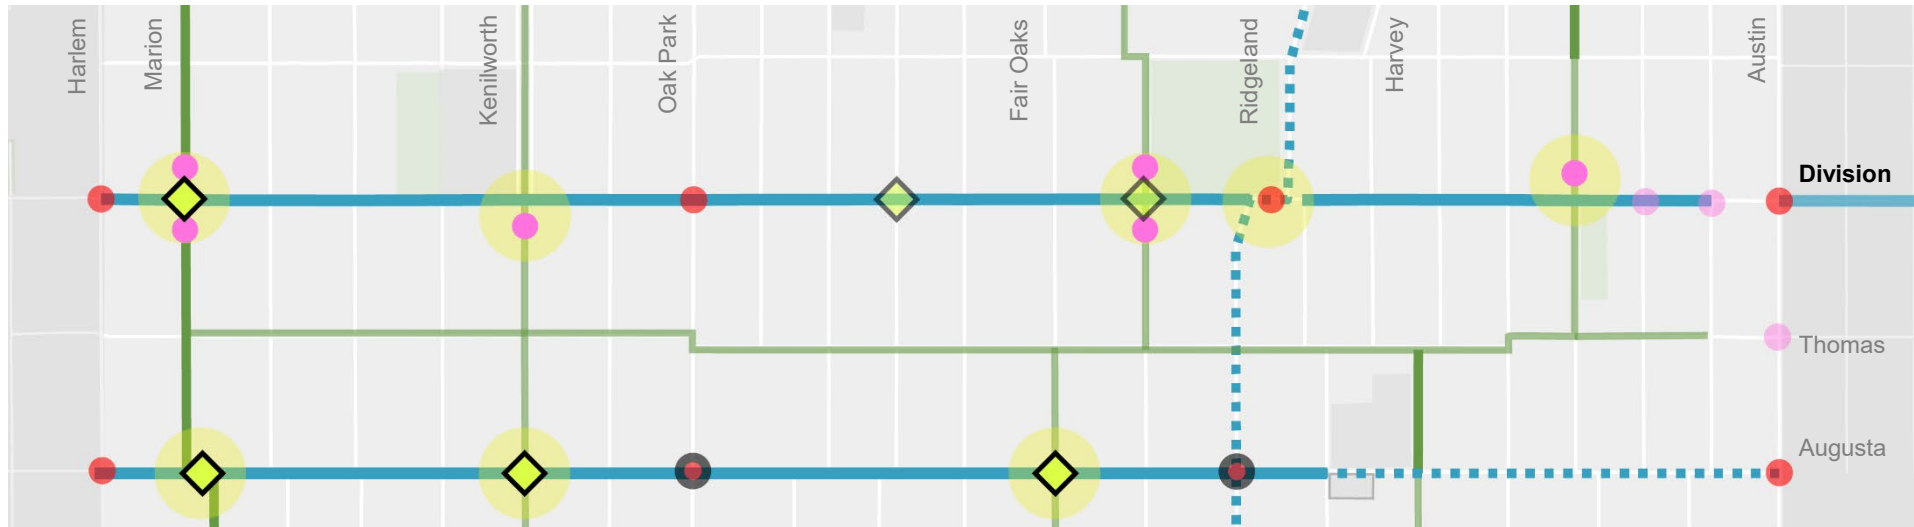 Harlem
Marion
Kenilworth
Oak Park
Fair Oaks
Ridgeland
Harvey
Austin
Division
Thomas
Augusta